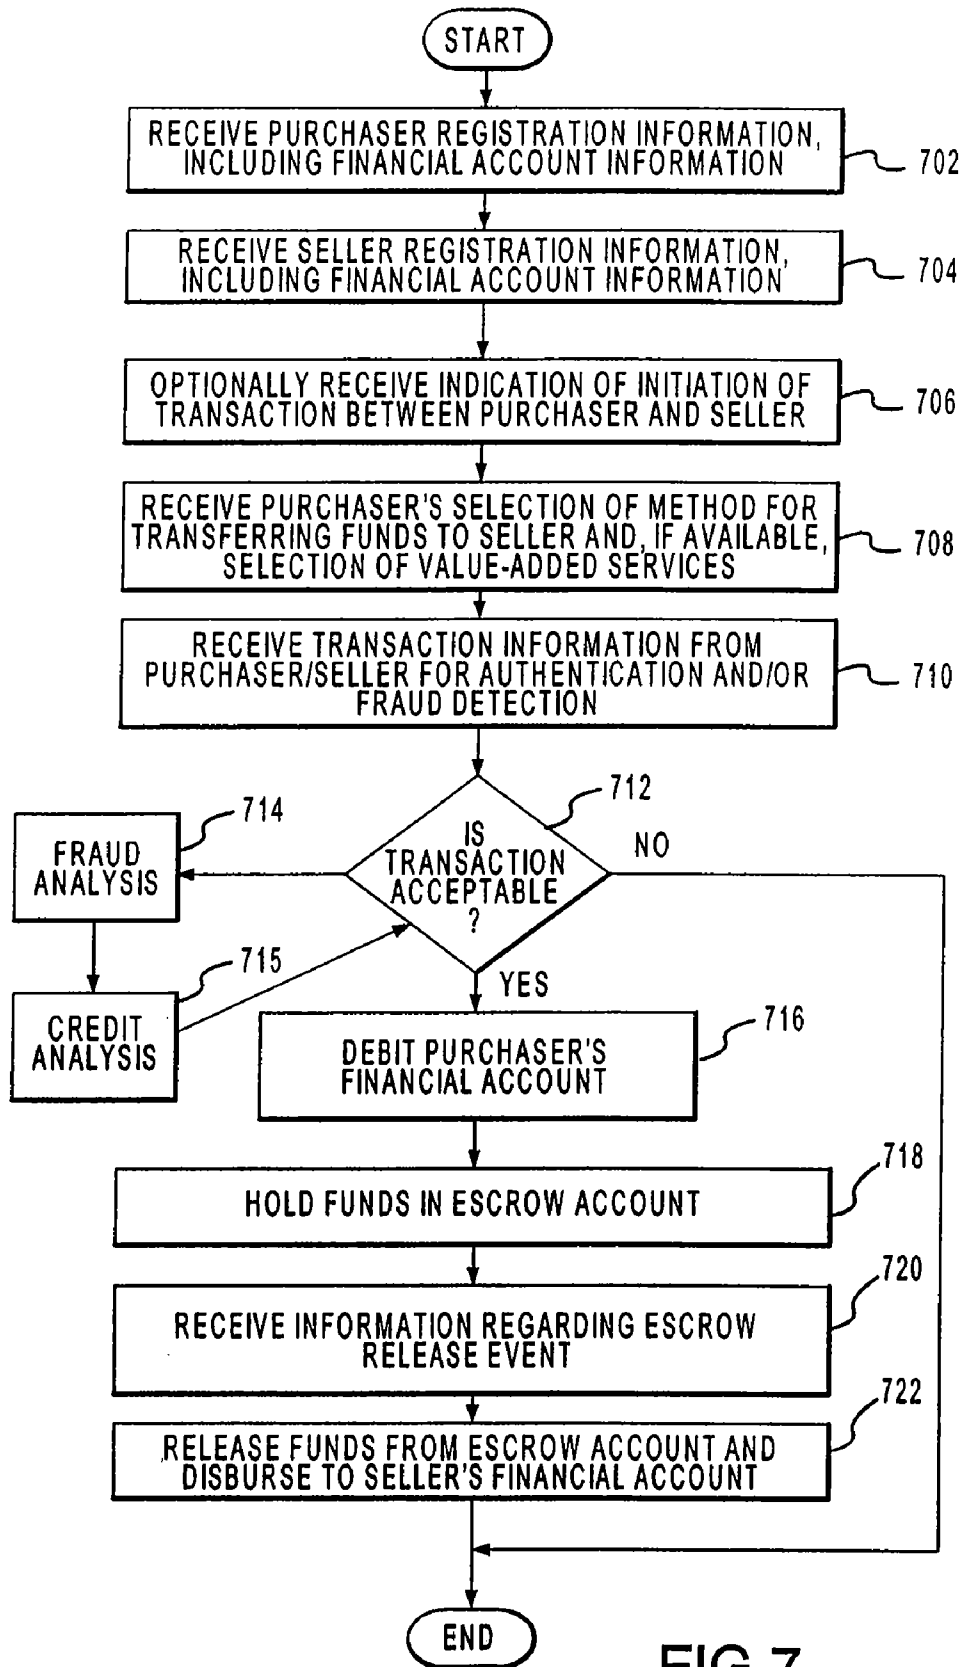 START
RECEIVE PURCHASER REGISTRATION INFORMATION,
INCLUDING FINANCIAL ACCOUNT INFORMATION
702
RECEIVE SELLER REGISTRATION INFORMATION,
INCLUDING FINANCIAL ACCOUNT INFORMATION
704
OPTIONALLY RECEIVE INDICATION OF INITIATION OF
TRANSACTION BETWEEN PURCHASER AND SELLER
706
RECEIVE PURCHASER'S SELECTION OF METHOD FOR
TRANSFERRING FUNDS TO SELLER AND, IF AVAILABLE,
SELECTION OF VALUE-ADDED SERVICES
708
RECEIVE TRANSACTION INFORMATION FROM
PURCHASER/SELLER FOR AUTHENTICATION AND/OR
FRAUD DETECTION
710
712
IS
TRANSACTION
ACCEPTABLE
?
NO
714
FRAUD
ANALYSIS
715
CREDIT
ANALYSIS
YES
716
DEBIT PURCHASER'S
FINANCIAL ACCOUNT
718
HOLD FUNDS IN ESCROW ACCOUNT
720
RECEIVE INFORMATION REGARDING ESCROW
RELEASE EVENT
722
RELEASE FUNDS FROM ESCROW ACCOUNT AND
DISBURSE TO SELLER'S FINANCIAL ACCOUNT
END
FIG 7